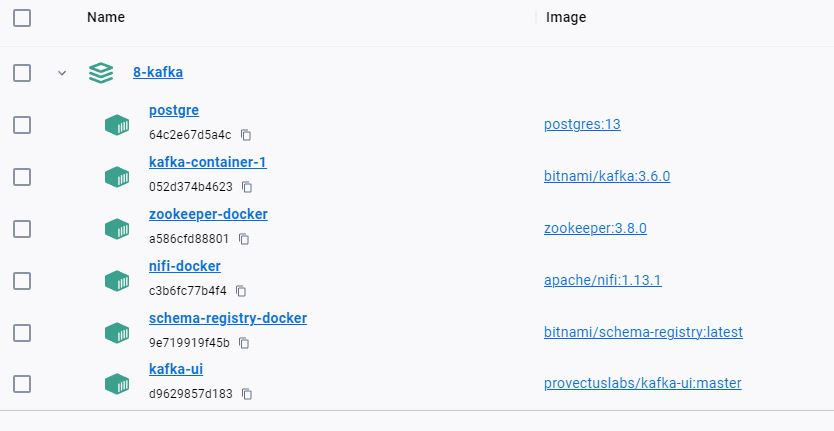 Name Image
8-kafka
postgre
64c2e67d5a4c
postgres:13
kafka-container-1
052d374b4623
bitnami/kafka:3.6.0
zookeeper-docker
a586cfd88801
zookeeper:3.8.0
nifi-docker
c3b6fc77b4f4
apache/nifi:1.13.1
schema-registry-docker
9e719919f45b
bitnami/schema-registry:latest
kafka-ui
d9629857d183
provectuslabs/kafka-ui:master